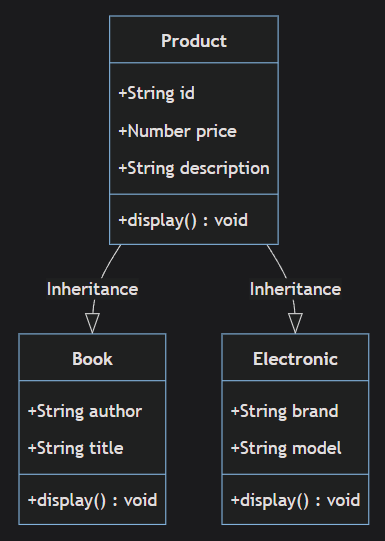 Product
+String id
+Number price
+String description
+display() : void
Inheritance
Inheritance
Book
+String author
+String title
+display() : void
Electronic
+String brand
+String model
+display() : void